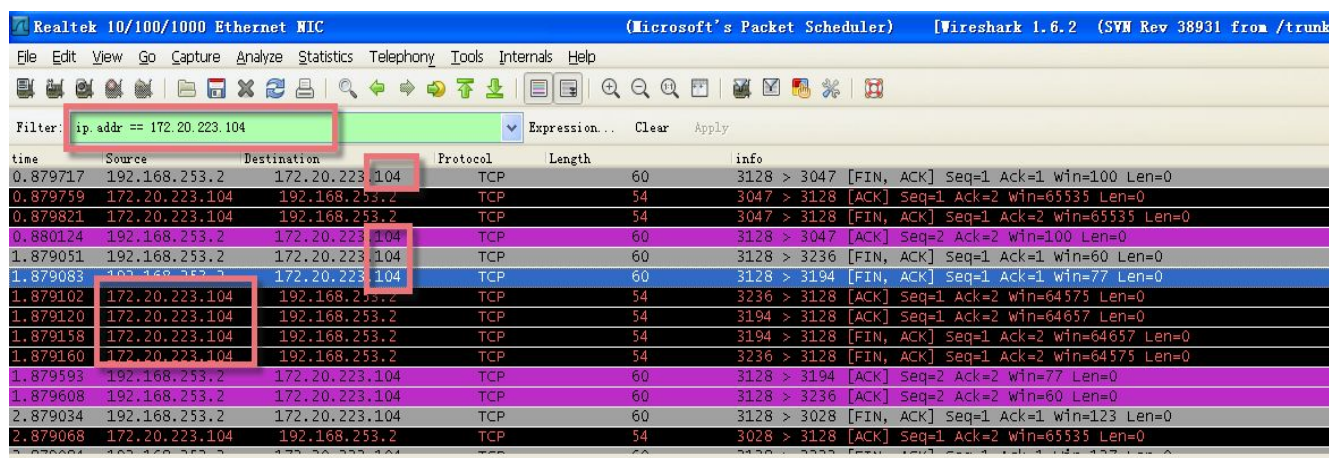 Realtek 10/100/1000 Ethernet NIC (Microsoft's Packet Scheduler) [Wireshark 1.6.2 (SVN Rev 38931 from /trunk
File Edit View Go Capture Analyze Statistics Telephony Tools Internals Help
Filter: ip.addr == 172.20.223.104 Expression... Clear Apply
time Source Destination Protocol Length info
0.879717 192.168.253.2 172.20.223.104 TCP 60 3128 > 3047 [FIN, ACK] Seq=1 Ack=1 Win=100 Len=0
0.879759 172.20.223.104 192.168.253.2 TCP 54 3047 > 3128 [ACK] Seq=1 Ack=2 Win=65535 Len=0
0.879821 172.20.223.104 192.168.253.2 TCP 54 3047 > 3128 [FIN, ACK] Seq=1 Ack=2 Win=65535 Len=0
0.880124 192.168.253.2 172.20.223.104 TCP 60 3128 > 3047 [ACK] Seq=2 Ack=2 Win=100 Len=0
1.879051 192.168.253.2 172.20.223.104 TCP 60 3128 > 3236 [FIN, ACK] Seq=1 Ack=1 Win=60 Len=0
1.879083 192.168.253.2 172.20.223.104 TCP 60 3128 > 3194 [FIN, ACK] Seq=1 Ack=1 Win=77 Len=0
1.879102 172.20.223.104 192.168.253.2 TCP 54 3236 > 3128 [ACK] Seq=1 Ack=2 Win=64575 Len=0
1.879120 172.20.223.104 192.168.253.2 TCP 54 3194 > 3128 [ACK] Seq=1 Ack=2 Win=64657 Len=0
1.879158 172.20.223.104 192.168.253.2 TCP 54 3194 > 3128 [FIN, ACK] Seq=1 Ack=2 Win=64657 Len=0
1.879160 172.20.223.104 192.168.253.2 TCP 54 3236 > 3128 [FIN, ACK] Seq=1 Ack=2 Win=64575 Len=0
1.879593 192.168.253.2 172.20.223.104 TCP 60 3128 > 3194 [ACK] Seq=2 Ack=2 Win=77 Len=0
1.879608 192.168.253.2 172.20.223.104 TCP 60 3128 > 3236 [ACK] Seq=2 Ack=2 Win=60 Len=0
2.879034 192.168.253.2 172.20.223.104 TCP 60 3128 > 3028 [FIN, ACK] Seq=1 Ack=1 Win=123 Len=0
2.879068 172.20.223.104 192.168.253.2 TCP 54 3028 > 3128 [ACK] Seq=1 Ack=2 Win=65535 Len=0